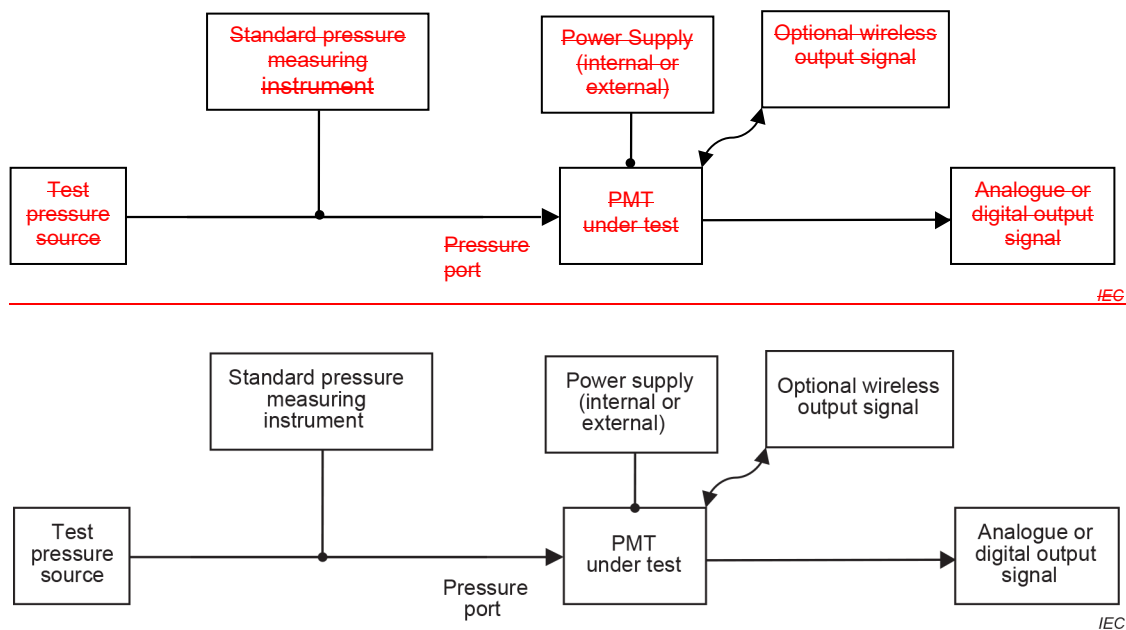 Standard pressure
measuring
instrument
Power Supply
(internal or
external)
Optional wireless
output signal
Test
pressure
source
PMT
under test
Analogue or
digital output
signal
Pressure
port
IEC
Standard pressure
measuring
instrument
Power supply
(internal or
external)
Optional wireless
output signal
Test
pressure
source
PMT
under test
Analogue or
digital output
signal
Pressure
port
IEC